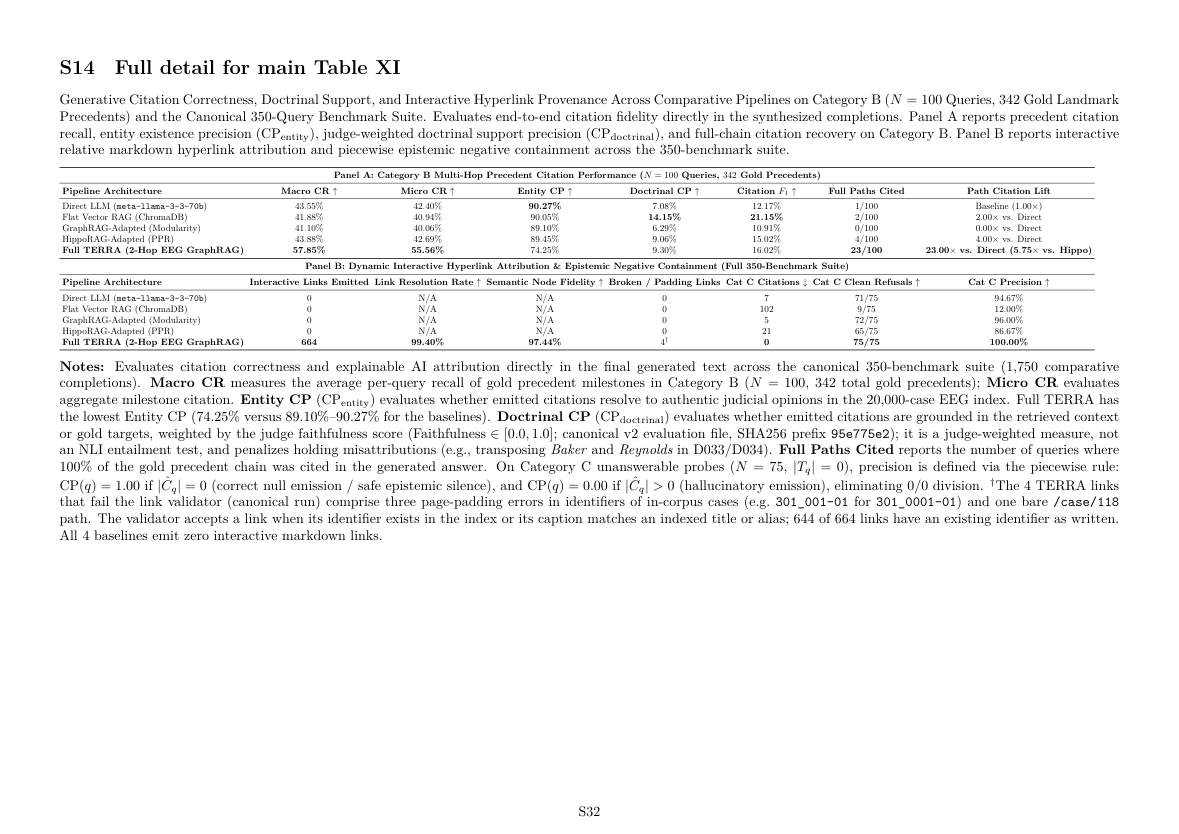 S14 Full detail for main Table XI
Generative Citation Correctness, Doctrinal Support, and Interactive Hyperlink Provenance Across Comparative Pipelines on Category B (N = 100 Queries, 342 Gold Landmark
Precedents) and the Canonical 350-Query Benchmark Suite. Evaluates end-to-end citation fidelity directly in the synthesized completions. Panel A reports precedent citation
recall, entity existence precision (CP_entity), judge-weighted doctrinal support precision (CP_doctrinal), and full-chain citation recovery on Category B. Panel B reports interactive
relative markdown hyperlink attribution and piecewise epistemic negative containment across the 350-benchmark suite.
Panel A: Category B Multi-Hop Precedent Citation Performance (N = 100 Queries, 342 Gold Precedents)
Pipeline Architecture Macro CR ↑ Micro CR ↑ Entity CP ↑ Doctrinal CP ↑ Citation F₁ ↑ Full Paths Cited Path Citation Lift
Direct LLM (meta-llama-3-3-70b) 43.55% 42.40% 90.27% 7.08% 12.17% 1/100 Baseline (1.00×)
Flat Vector RAG (ChromaDB) 41.88% 40.94% 90.05% 14.15% 21.15% 2/100 2.00× vs. Direct
GraphRAG-Adapted (Modularity) 41.10% 40.06% 89.10% 6.29% 10.91% 0/100 0.00× vs. Direct
HippoRAG-Adapted (PPR) 43.88% 42.69% 89.45% 9.06% 15.02% 4/100 4.00× vs. Direct
Full TERRA (2-Hop EEG GraphRAG) 57.85% 55.56% 74.25% 9.30% 16.02% 23/100 23.00× vs. Direct (5.75× vs. Hippo)
Panel B: Dynamic Interactive Hyperlink Attribution & Epistemic Negative Containment (Full 350-Benchmark Suite)
Pipeline Architecture Interactive Links Emitted Link Resolution Rate ↑ Semantic Node Fidelity ↑ Broken / Padding Links Cat C Citations ↓ Cat C Clean Refusals ↑ Cat C Precision ↑
Direct LLM (meta-llama-3-3-70b) 0 N/A N/A 0 7 71/75 94.67%
Flat Vector RAG (ChromaDB) 0 N/A N/A 0 102 9/75 12.00%
GraphRAG-Adapted (Modularity) 0 N/A N/A 0 5 72/75 96.00%
HippoRAG-Adapted (PPR) 0 N/A N/A 0 21 65/75 86.67%
Full TERRA (2-Hop EEG GraphRAG) 664 99.40% 97.44% 4† 0 75/75 100.00%
Notes: Evaluates citation correctness and explainable AI attribution directly in the final generated text across the canonical 350-benchmark suite (1,750 comparative
completions). Macro CR measures the average per-query recall of gold precedent milestones in Category B (N = 100, 342 total gold precedents); Micro CR evaluates
aggregate milestone citation. Entity CP (CP_entity) evaluates whether emitted citations resolve to authentic judicial opinions in the 20,000-case EEG index. Full TERRA has
the lowest Entity CP (74.25% versus 89.10%–90.27% for the baselines). Doctrinal CP (CP_doctrinal) evaluates whether emitted citations are grounded in the retrieved context
or gold targets, weighted by the judge faithfulness score (Faithfulness ∈ [0.0, 1.0]; canonical v2 evaluation file, SHA256 prefix 95e775e2); it is a judge-weighted measure, not
an NLI entailment test, and penalizes holding misattributions (e.g., transposing Baker and Reynolds in D033/D034). Full Paths Cited reports the number of queries where
100% of the gold precedent chain was cited in the generated answer. On Category C unanswerable probes (N = 75, |T_q| = 0), precision is defined via the piecewise rule:
CP(q) = 1.00 if |Ĉ_q| = 0 (correct null emission / safe epistemic silence), and CP(q) = 0.00 if |Ĉ_q| > 0 (hallucinatory emission), eliminating 0/0 division. †The 4 TERRA links
that fail the link validator (canonical run) comprise three page-padding errors in identifiers of in-corpus cases (e.g. 301_001-01 for 301_0001-01) and one bare /case/118
path. The validator accepts a link when its identifier exists in the index or its caption matches an indexed title or alias; 644 of 664 links have an existing identifier as written.
All 4 baselines emit zero interactive markdown links.
S32